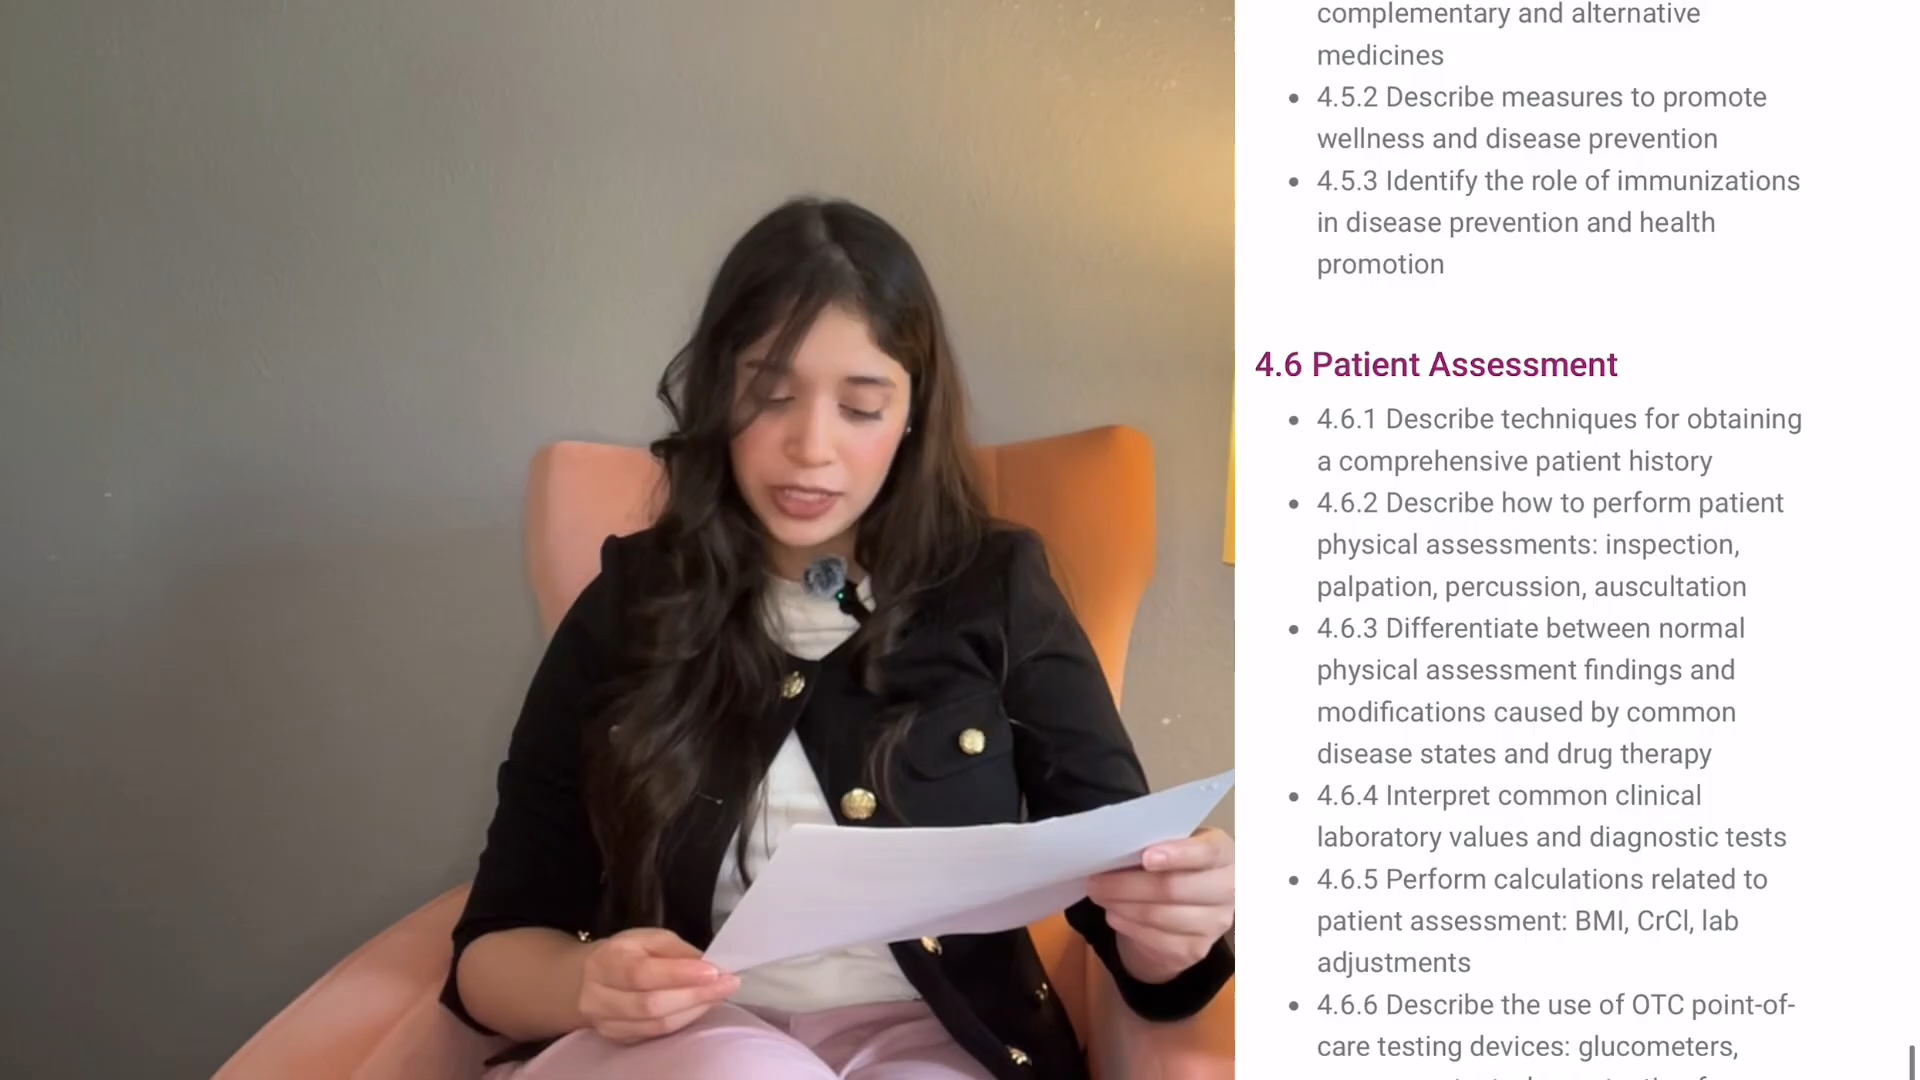 complementary and alternative
medicines
• 4.5.2 Describe measures to promote
wellness and disease prevention
• 4.5.3 Identify the role of immunizations
in disease prevention and health
promotion
4.6 Patient Assessment
• 4.6.1 Describe techniques for obtaining
a comprehensive patient history
• 4.6.2 Describe how to perform patient
physical assessments: inspection,
palpation, percussion, auscultation
• 4.6.3 Differentiate between normal
physical assessment findings and
modifications caused by common
disease states and drug therapy
• 4.6.4 Interpret common clinical
laboratory values and diagnostic tests
• 4.6.5 Perform calculations related to
patient assessment: BMI, CrCl, lab
adjustments
• 4.6.6 Describe the use of OTC point-of-
care testing devices: glucometers,